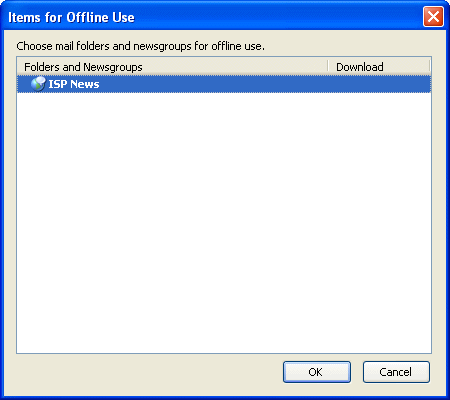 Items for Offline Use
Choose mail folders and newsgroups for offline use.
Folders and Newsgroups Download
ISP News
OK Cancel